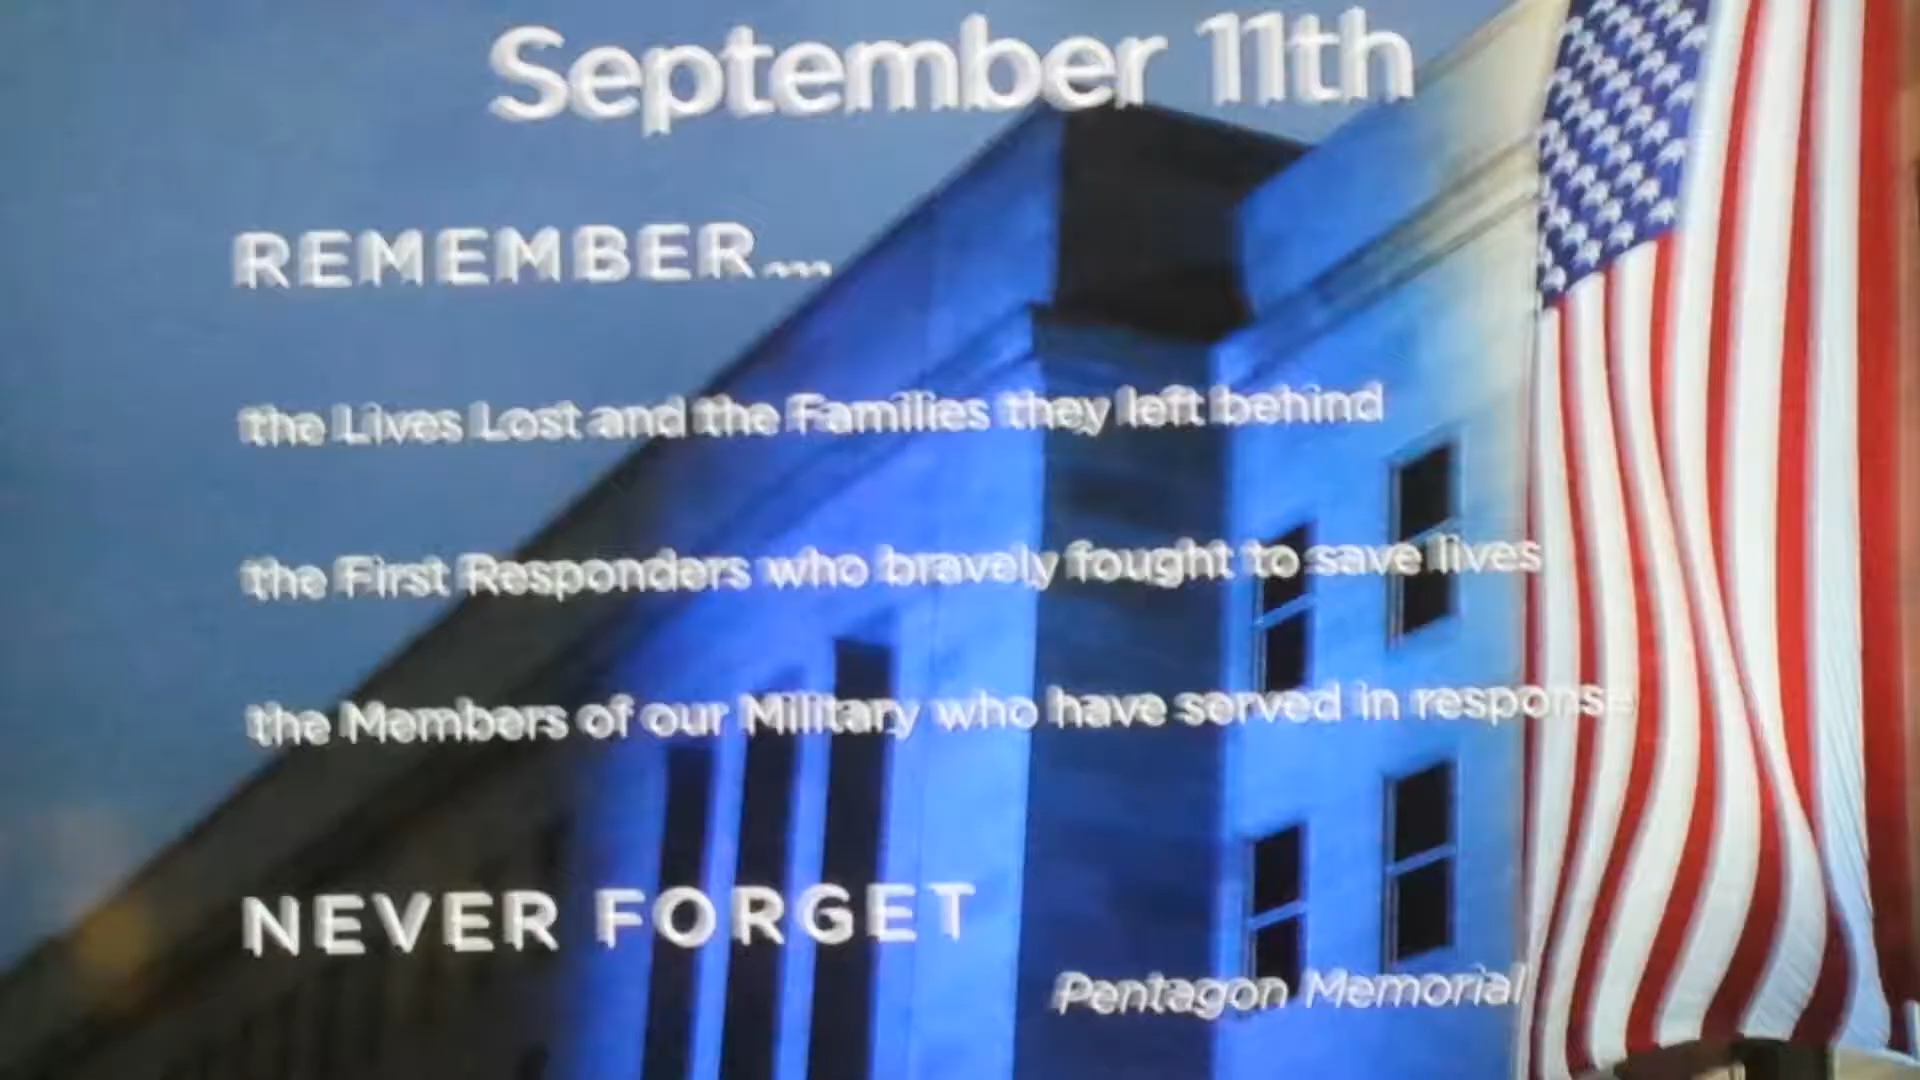 September 11th
REMEMBER...
the Lives Lost and the Families they left behind
the First Responders who bravely fought to save lives
the Members of our Military who have served in response
NEVER FORGET
Pentagon Memorial